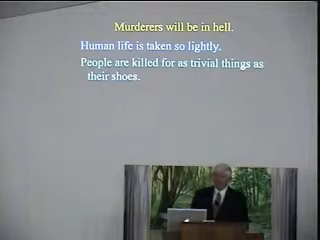 Murderers will be in hell.
Human life is taken so lightly.
People are killed for as trivial things as
their shoes.